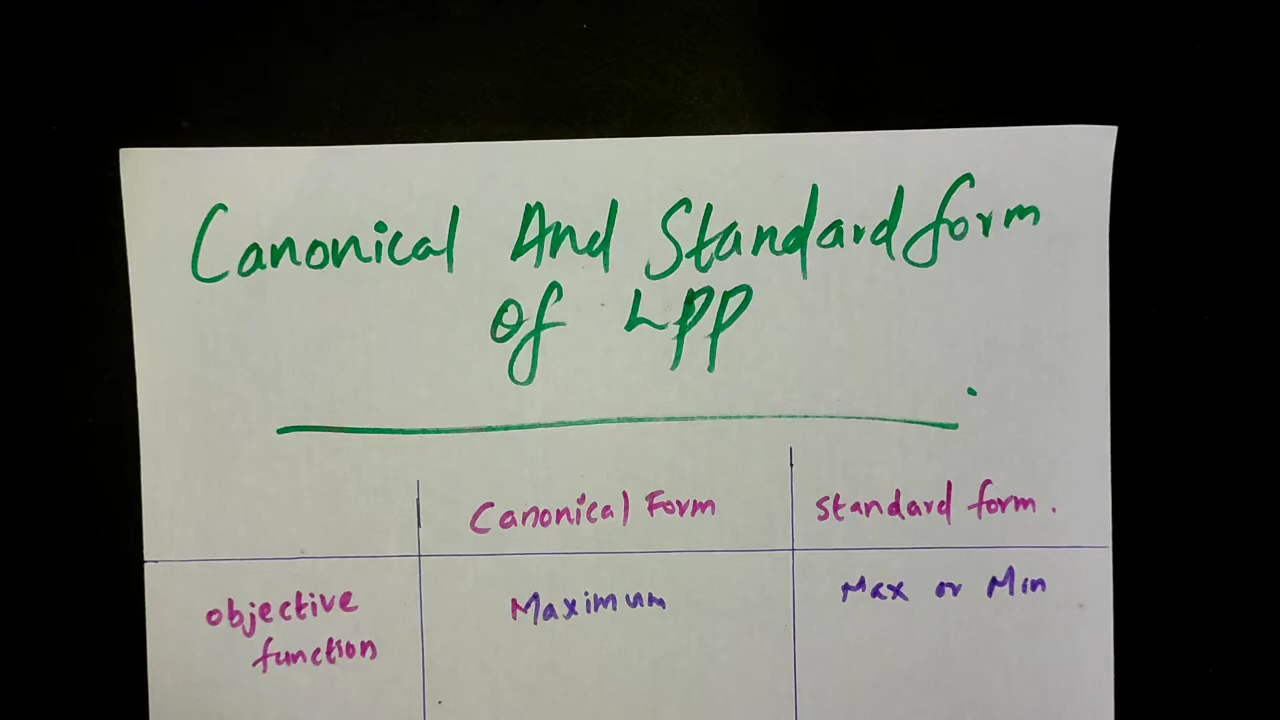 Canonical And Standard form
of LPP
Canonical Form
Standard form.
Objective
function
Maximum
Max or Min